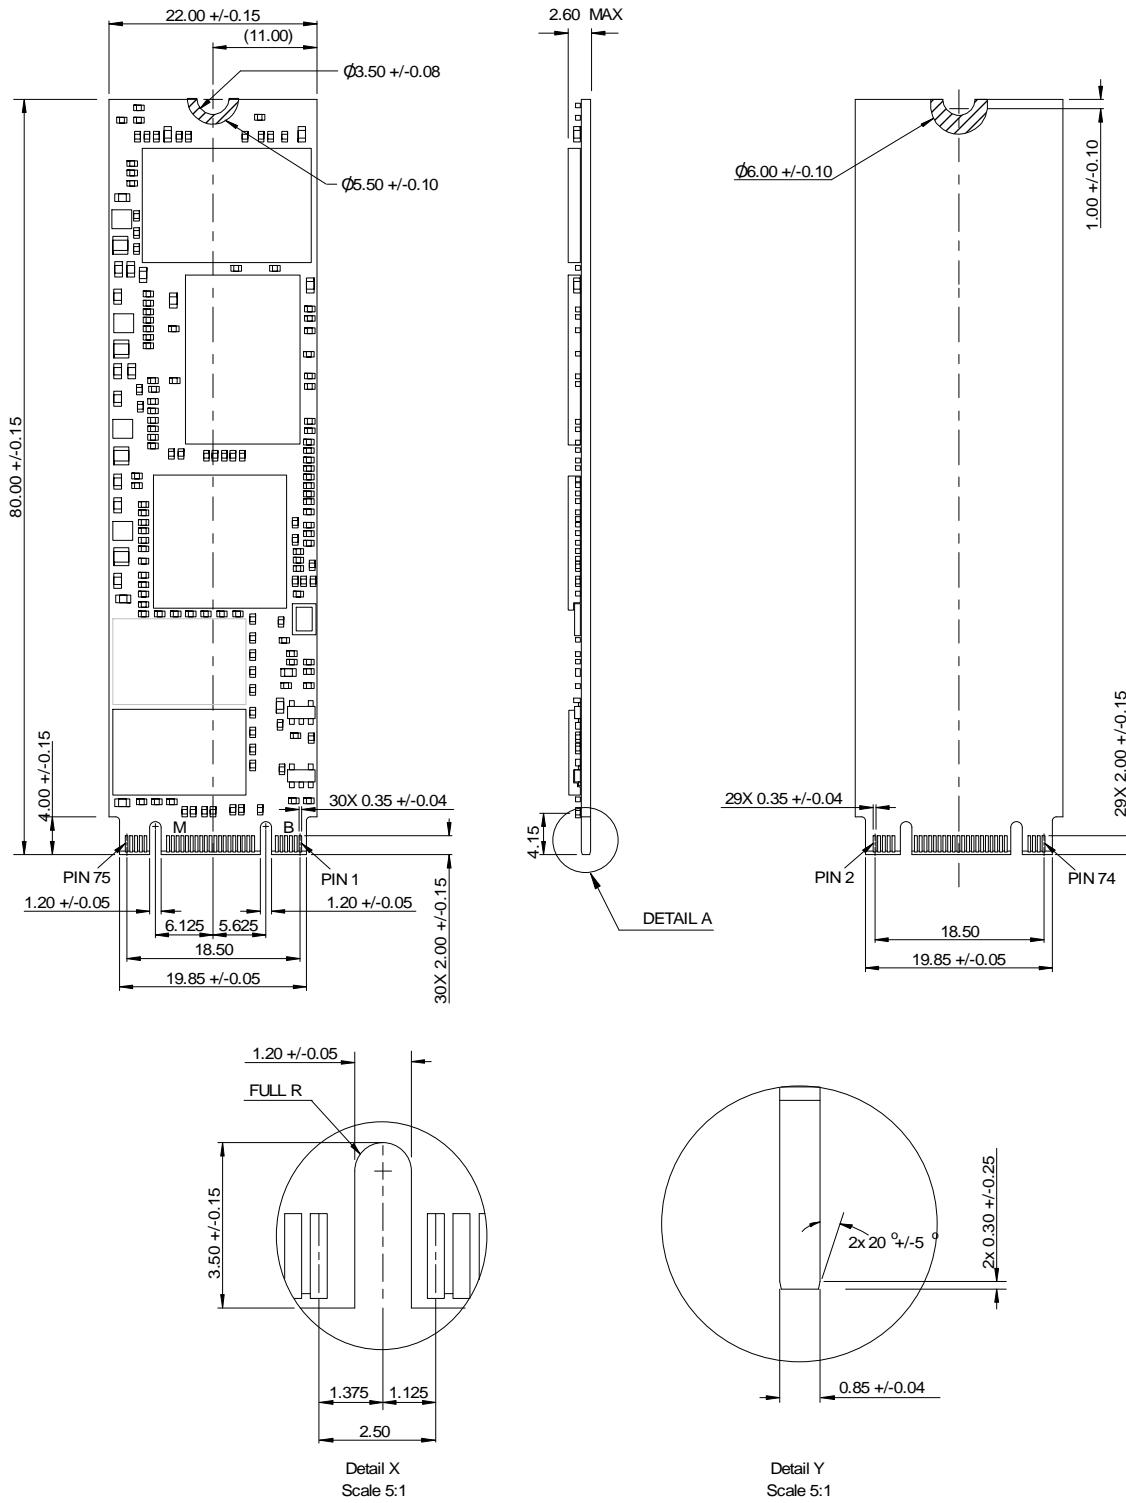 22.00 +/-0.15
(11.00)
Ø3.50 +/-0.08
Ø5.50 +/-0.10
80.00 +/-0.15
4.00 +/-0.15
M
B
30X 0.35 +/-0.04
PIN 75
PIN 1
1.20 +/-0.05
1.20 +/-0.05
6.125
5.625
18.50
19.85 +/-0.05
30X 2.00 +/-0.15
2.60 MAX
4.15
DETAIL A
Ø6.00 +/-0.10
1.00 +/-0.10
29X 0.35 +/-0.04
29X 2.00 +/-0.15
PIN 2
PIN 74
18.50
19.85 +/-0.05
1.20 +/-0.05
FULL R
3.50 +/-0.15
1.375
1.125
2.50
Detail X
Scale 5:1
2x 20 °+/-5 °
2x 0.30 +/-0.25
0.85 +/-0.04
Detail Y
Scale 5:1